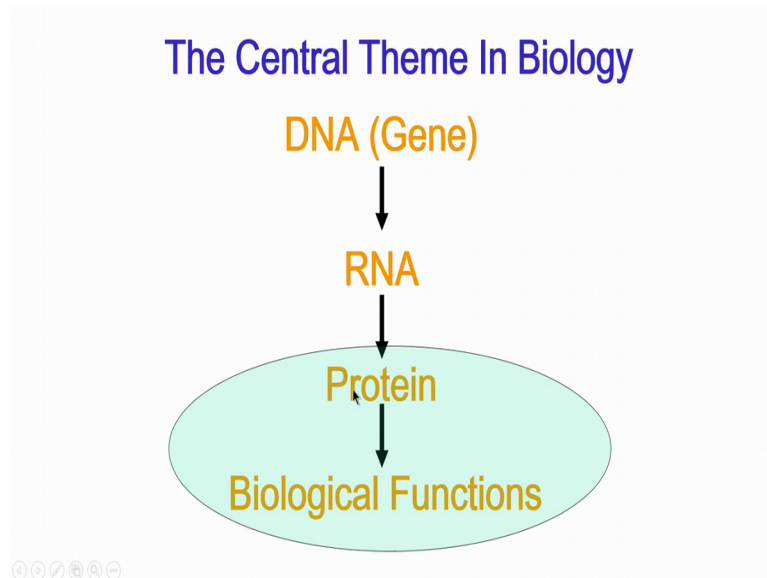 The Central Theme In Biology
DNA (Gene)
RNA
Protein
Biological Functions